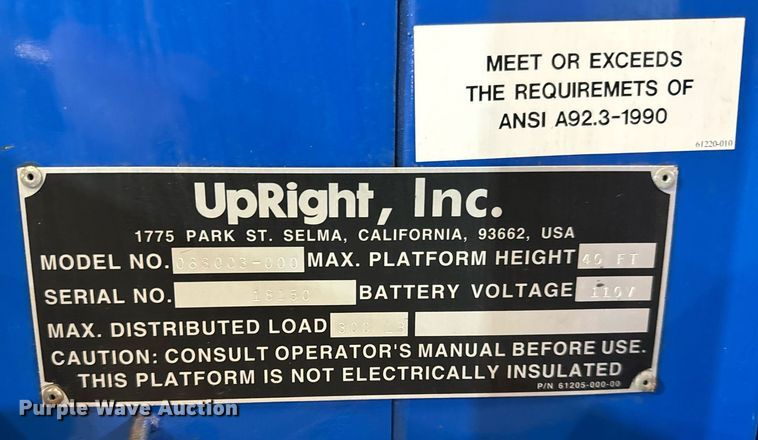 MEET OR EXCEEDS
THE REQUIREMETS OF
ANSI A92.3-1990
61220-010
UpRight, Inc.
1775 PARK ST. SELMA, CALIFORNIA, 93662, USA
MODEL NO. 068003-000 MAX. PLATFORM HEIGHT 40 FT
SERIAL NO. BATTERY VOLTAGE 110V
MAX. DISTRIBUTED LOAD
CAUTION: CONSULT OPERATOR'S MANUAL BEFORE USE.
THIS PLATFORM IS NOT ELECTRICALLY INSULATED
P/N 61205-000-00
Purple Wave Auction